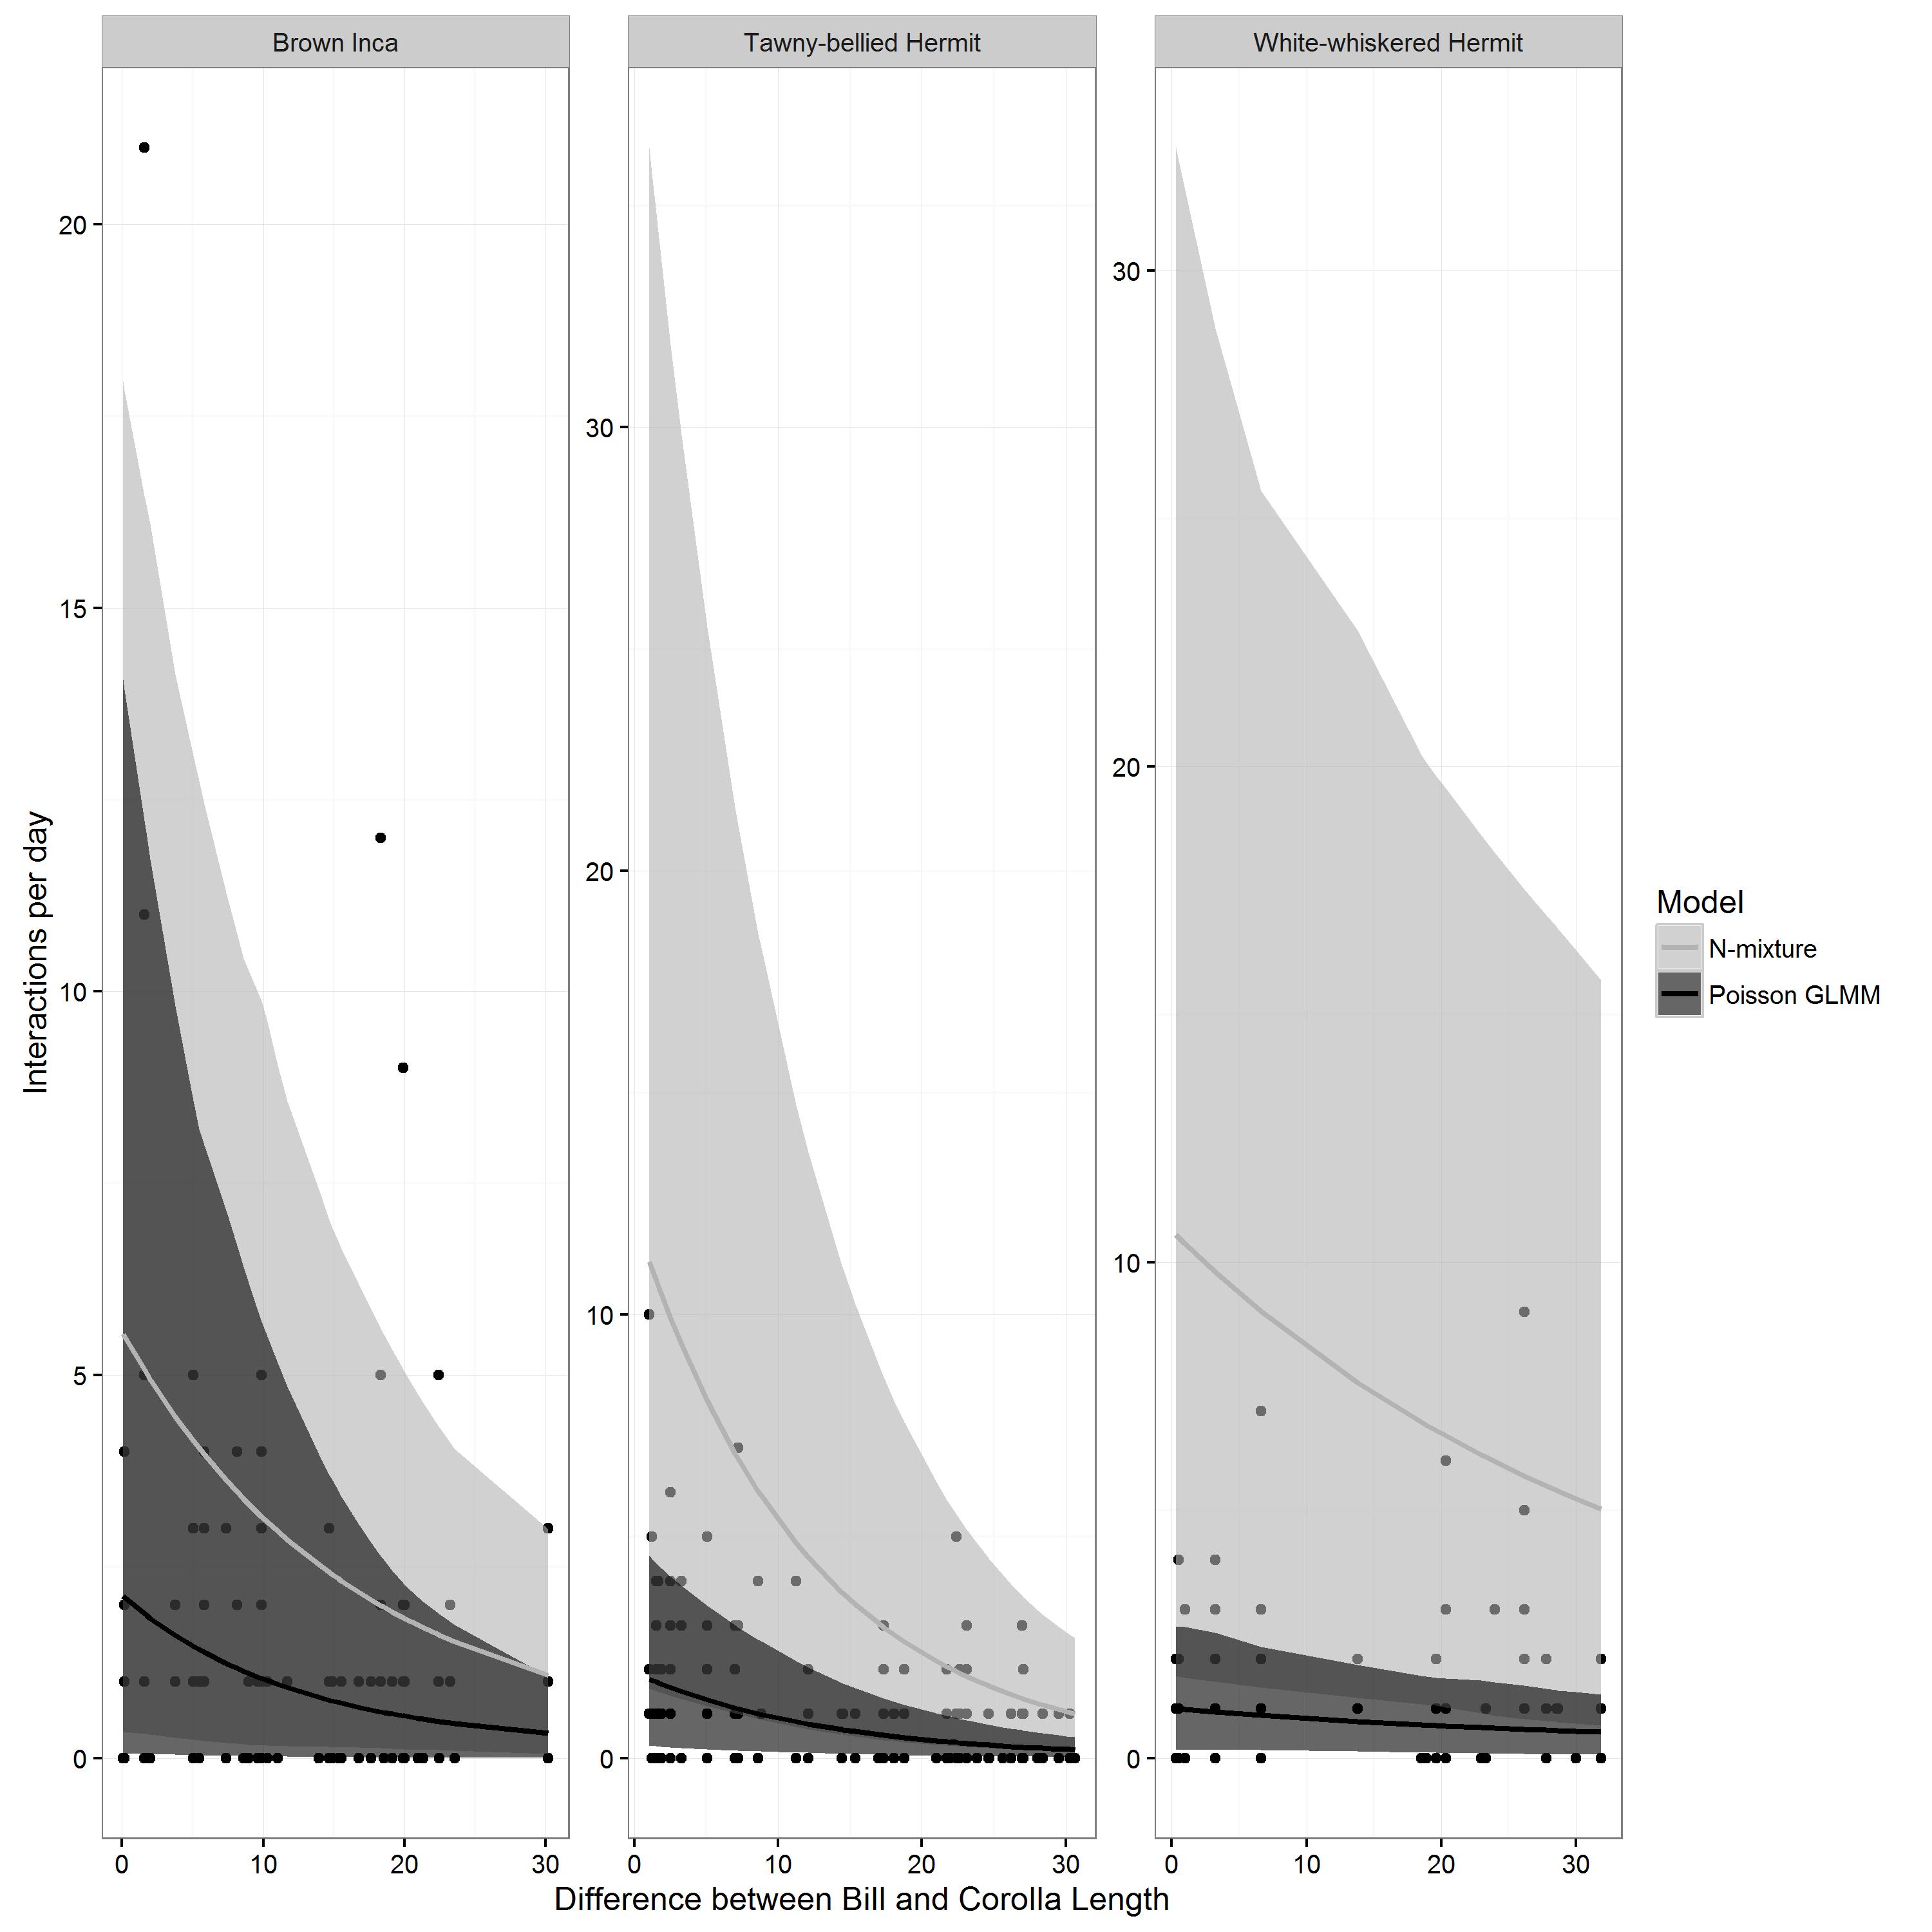 Brown Inca
Tawny-bellied Hermit
White-whiskered Hermit
Interactions per day
20
15
10
5
0
0 10 20 30
30
20
10
0
0 10 20 30
30
20
10
0
0 10 20 30
Difference between Bill and Corolla Length
Model
N-mixture
Poisson GLMM